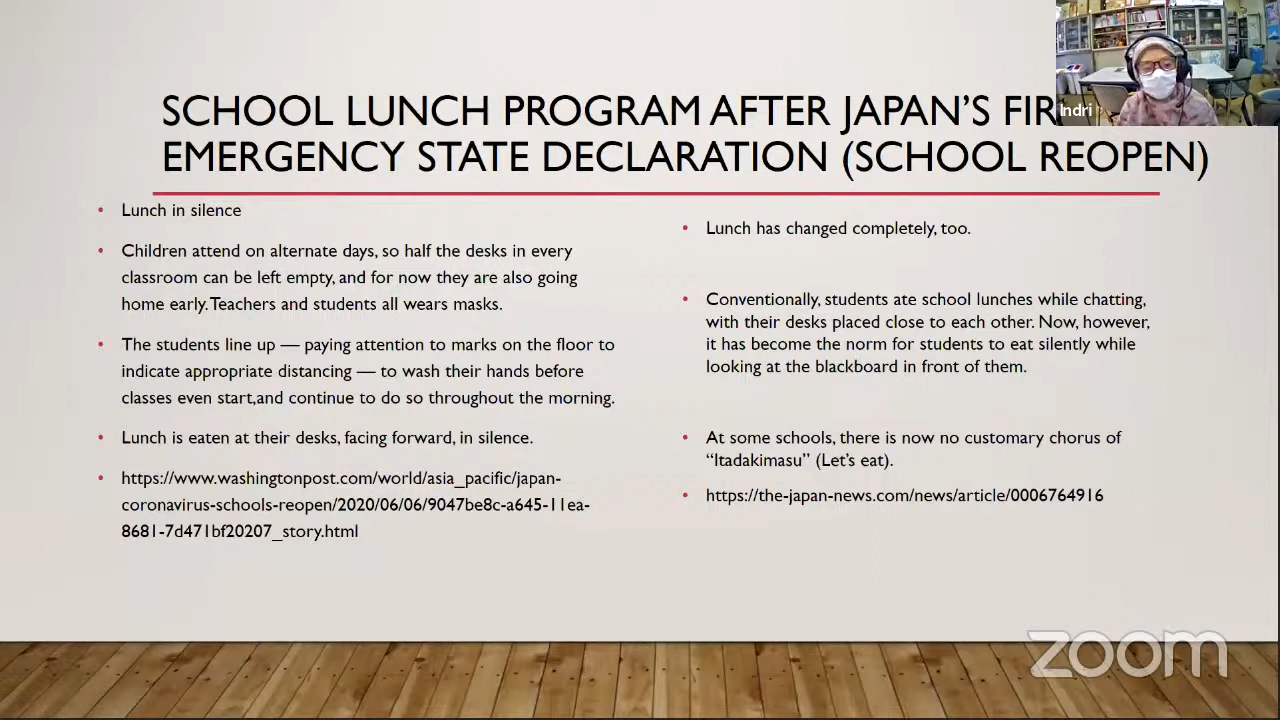 SCHOOL LUNCH PROGRAM AFTER JAPAN'S FIR
EMERGENCY STATE DECLARATION (SCHOOL REOPEN)
• Lunch in silence
• Children attend on alternate days, so half the desks in every
classroom can be left empty, and for now they are also going
home early. Teachers and students all wears masks.
• The students line up — paying attention to marks on the floor to
indicate appropriate distancing — to wash their hands before
classes even start,and continue to do so throughout the morning.
• Lunch is eaten at their desks, facing forward, in silence.
• https://www.washingtonpost.com/world/asia_pacific/japan-
coronavirus-schools-reopen/2020/06/06/9047be8c-a645-11ea-
8681-7d471bf20207_story.html
• Lunch has changed completely, too.
• Conventionally, students ate school lunches while chatting,
with their desks placed close to each other. Now, however,
it has become the norm for students to eat silently while
looking at the blackboard in front of them.
• At some schools, there is now no customary chorus of
“Itadakimasu” (Let's eat).
• https://the-japan-news.com/news/article/0006764916
Indri
zoom